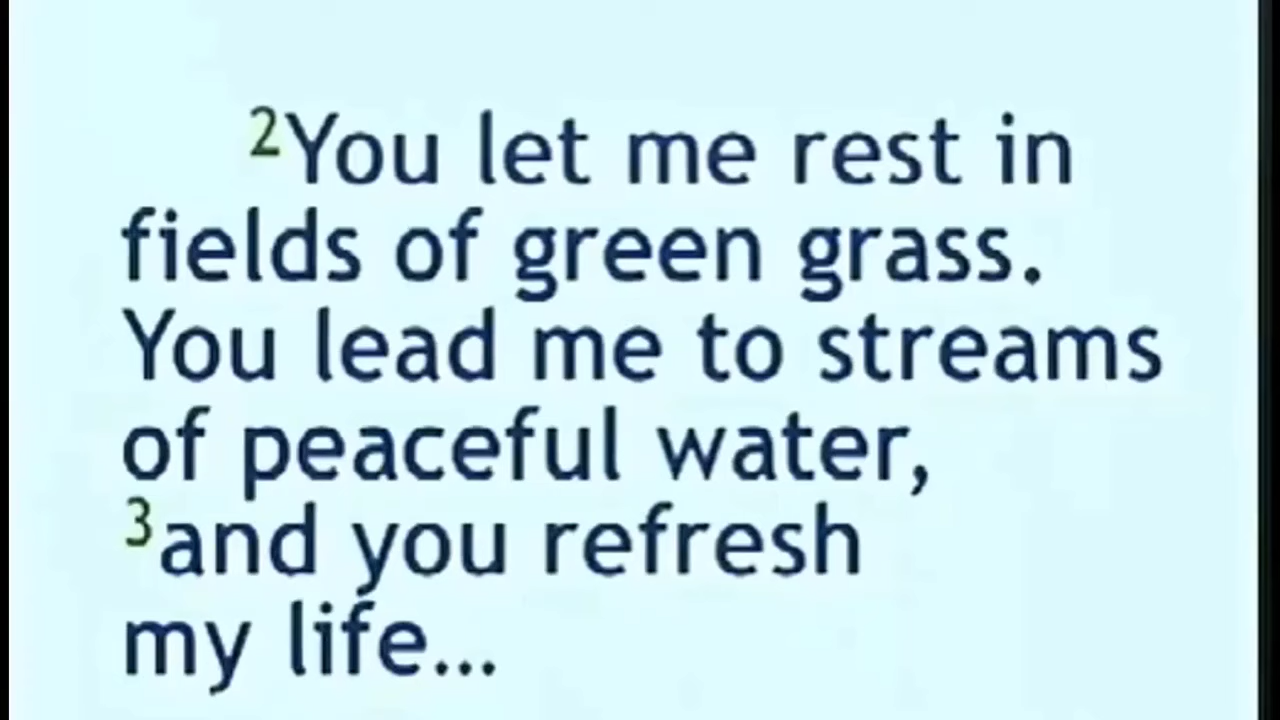 ²You let me rest in
fields of green grass.
You lead me to streams
of peaceful water,
³and you refresh
my life...